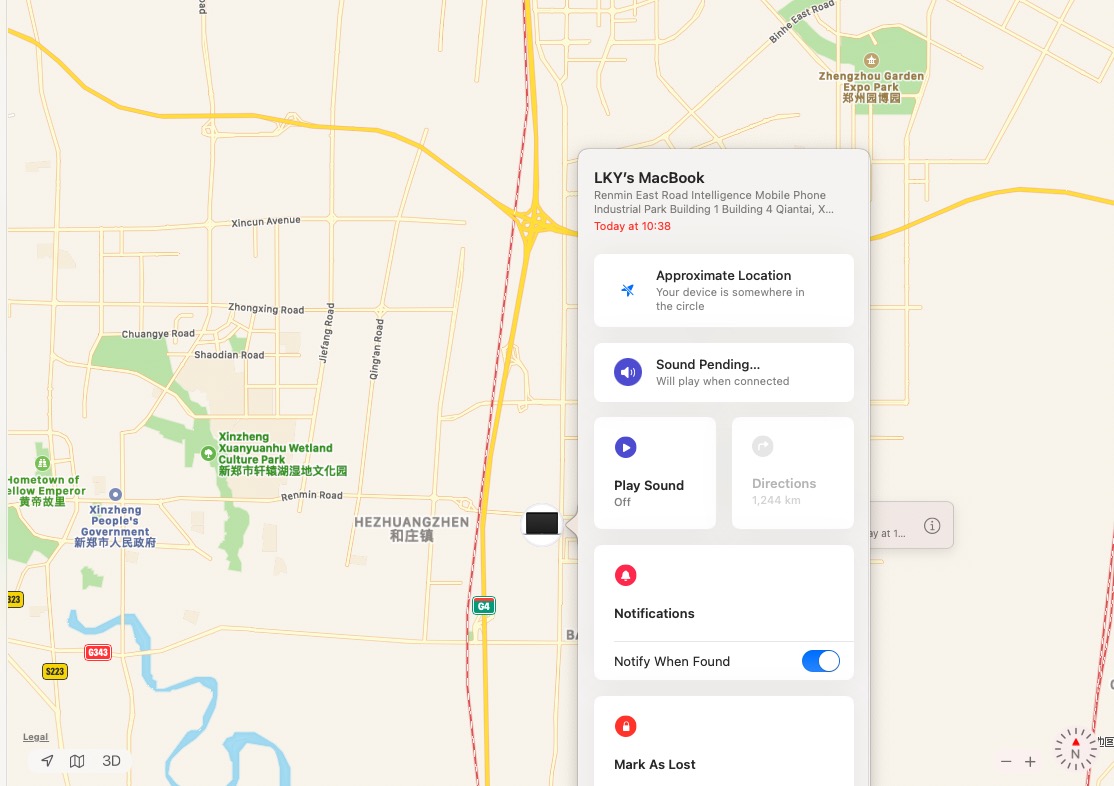 pad
Binhe East Road
Zhengzhou Garden
Expo Park
郑州园博园
LKY's MacBook
Renmin East Road Intelligence Mobile Phone
Industrial Park Building 1 Building 4 Qiantai, X...
Today at 10:38
Xincun Avenue
Approximate Location
Your device is somewhere in
the circle
Zhongxing Road
Chuangye Road
Jiefang Road
Qing'an Road
Shaodian Road
Sound Pending...
Will play when connected
Xinzheng
Xuanyuanhu Wetland
Culture Park
新郑市轩辕湖湿地文化园
Hometown of
ellow Emperor
黄帝故里
Play Sound
Off
Directions
1,244 km
Renmin Road
Xinzheng
People's
Government
新郑市人民政府
HEZHUANGZHEN
和庄镇
ay at 1...
Notifications
323
G4
BA
G343
S223
Notify When Found
Mark As Lost
Legal
3D
N